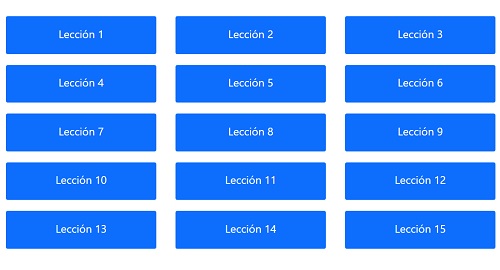 Lección 1
Lección 2
Lección 3
Lección 4
Lección 5
Lección 6
Lección 7
Lección 8
Lección 9
Lección 10
Lección 11
Lección 12
Lección 13
Lección 14
Lección 15